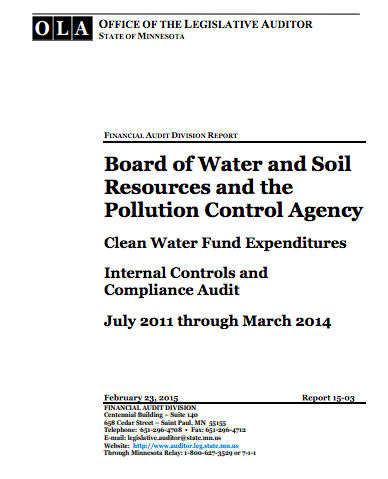 OLA OFFICE OF THE LEGISLATIVE AUDITOR
STATE OF MINNESOTA
FINANCIAL AUDIT DIVISION REPORT
Board of Water and Soil
Resources and the
Pollution Control Agency
Clean Water Fund Expenditures
Internal Controls and
Compliance Audit
July 2011 through March 2014
February 23, 2015 Report 15-03
FINANCIAL AUDIT DIVISION
Centennial Building – Suite 140
658 Cedar Street – Saint Paul, MN 55155
Telephone: 651-296-4708 • Fax: 651-296-4712
E-mail: legislative.auditor@state.mn.us
Website: http://www.auditor.leg.state.mn.us
Through Minnesota Relay: 1-800-627-3529 or 7-1-1